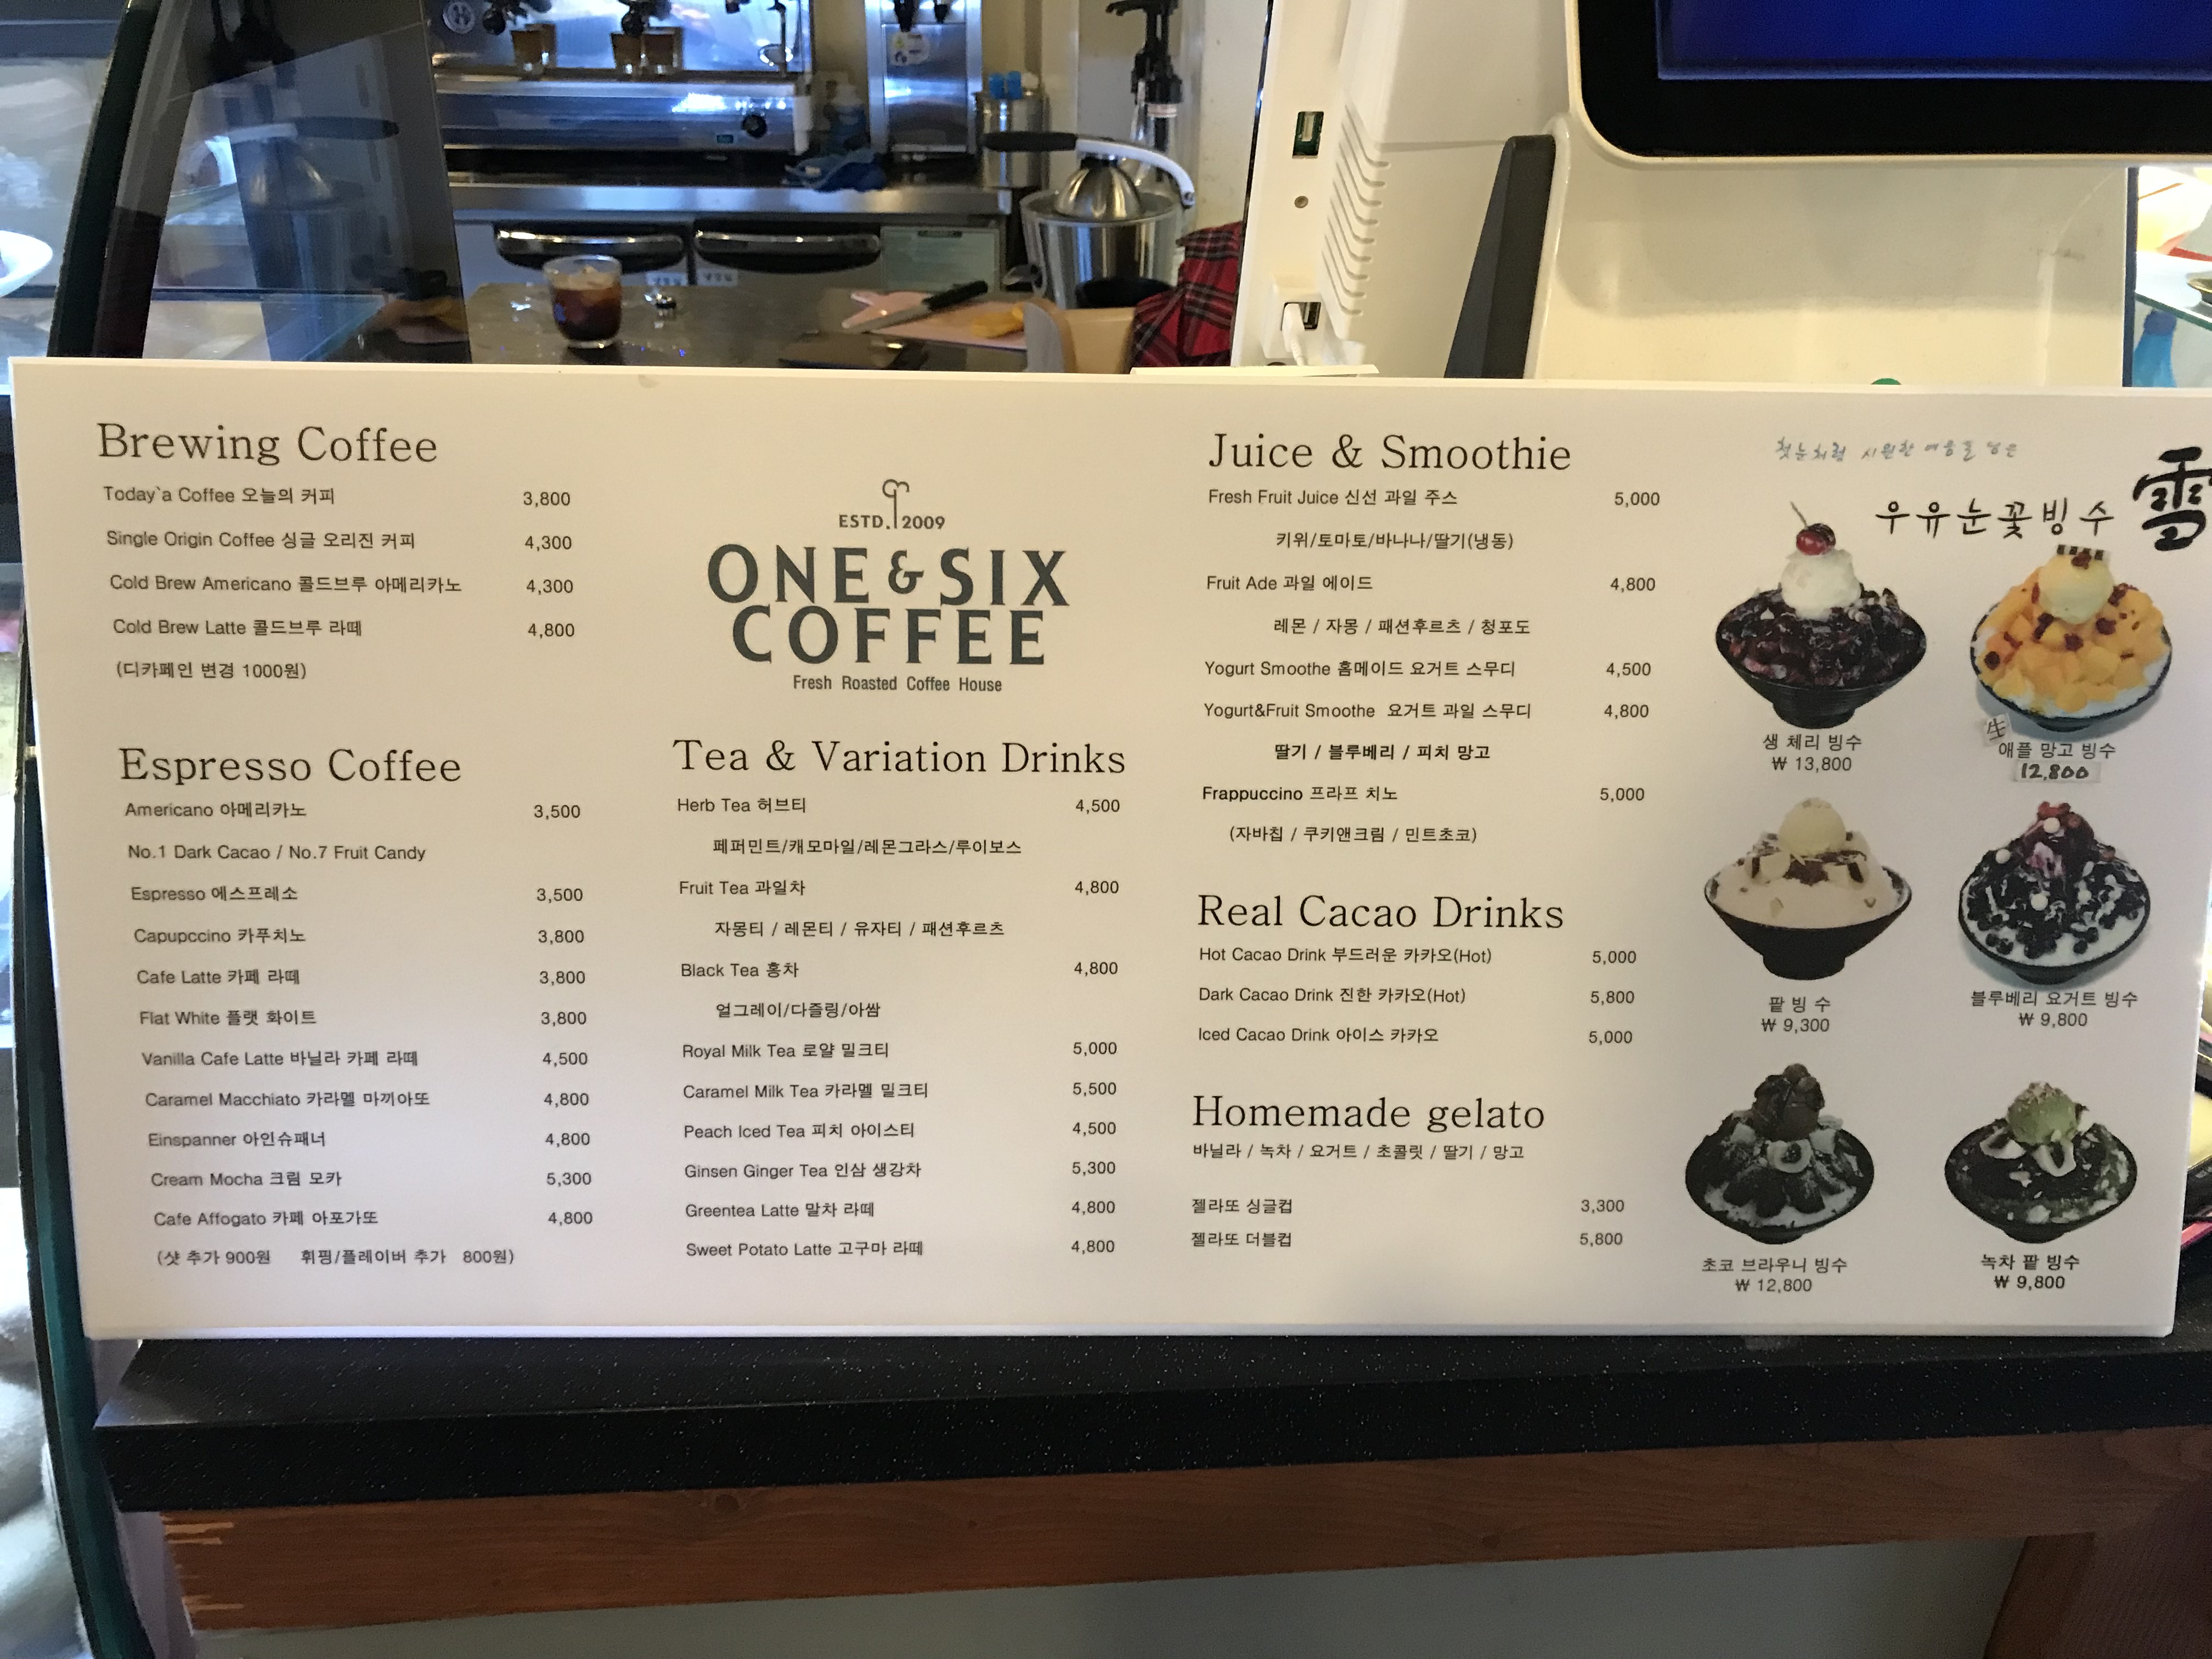 Brewing Coffee
Today`a Coffee 오늘의 커피 3,800
Single Origin Coffee 싱글 오리진 커피 4,300
Cold Brew Americano 콜드브루 아메리카노 4,300
Cold Brew Latte 콜드브루 라떼 4,800
(디카페인 변경 1000원)
Espresso Coffee
Americano 아메리카노 3,500
No.1 Dark Cacao / No.7 Fruit Candy
Espresso 에스프레소 3,500
Capupccino 카푸치노 3,800
Cafe Latte 카페 라떼 3,800
Flat White 플랫 화이트 3,800
Vanilla Cafe Latte 바닐라 카페 라떼 4,500
Caramel Macchiato 카라멜 마끼아또 4,800
Einspanner 아인슈패너 4,800
Cream Mocha 크림 모카 5,300
Cafe Affogato 카페 아포가또 4,800
(샷 추가 900원 휘핑/플레이버 추가 800원)
ESTD. 2009
ONE&SIX
COFFEE
Fresh Roasted Coffee House
Tea & Variation Drinks
Herb Tea 허브티 4,500
페퍼민트/캐모마일/레몬그라스/루이보스
Fruit Tea 과일차 4,800
자몽티 / 레몬티 / 유자티 / 패션후르츠
Black Tea 홍차 4,800
얼그레이/다즐링/아쌈
Royal Milk Tea 로얄 밀크티 5,000
Caramel Milk Tea 카라멜 밀크티 5,500
Peach Iced Tea 피치 아이스티 4,500
Ginsen Ginger Tea 인삼 생강차 5,300
Greentea Latte 말차 라떼 4,800
Sweet Potato Latte 고구마 라떼 4,800
Juice & Smoothie
Fresh Fruit Juice 신선 과일 주스 5,000
키위/토마토/바나나/딸기(냉동)
Fruit Ade 과일 에이드 4,800
레몬 / 자몽 / 패션후르츠 / 청포도
Yogurt Smoothe 홈메이드 요거트 스무디 4,500
Yogurt&Fruit Smoothe 요거트 과일 스무디 4,800
딸기 / 블루베리 / 피치 망고
Frappuccino 프라프 치노 5,000
(자바칩 / 쿠키앤크림 / 민트초코)
Real Cacao Drinks
Hot Cacao Drink 부드러운 카카오(Hot) 5,000
Dark Cacao Drink 진한 카카오(Hot) 5,800
Iced Cacao Drink 아이스 카카오 5,000
Homemade gelato
바닐라 / 녹차 / 요거트 / 초콜릿 / 딸기 / 망고
젤라또 싱글컵 3,300
젤라또 더블컵 5,800
첫눈처럼 시원한 여름을 담은
우유눈꽃빙수 雪
생 체리 빙수
₩ 13,800
生 애플 망고 빙수
12,800
팥 빙 수
₩ 9,300
블루베리 요거트 빙수
₩ 9,800
초코 브라우니 빙수
₩ 12,800
녹차 팥 빙수
₩ 9,800